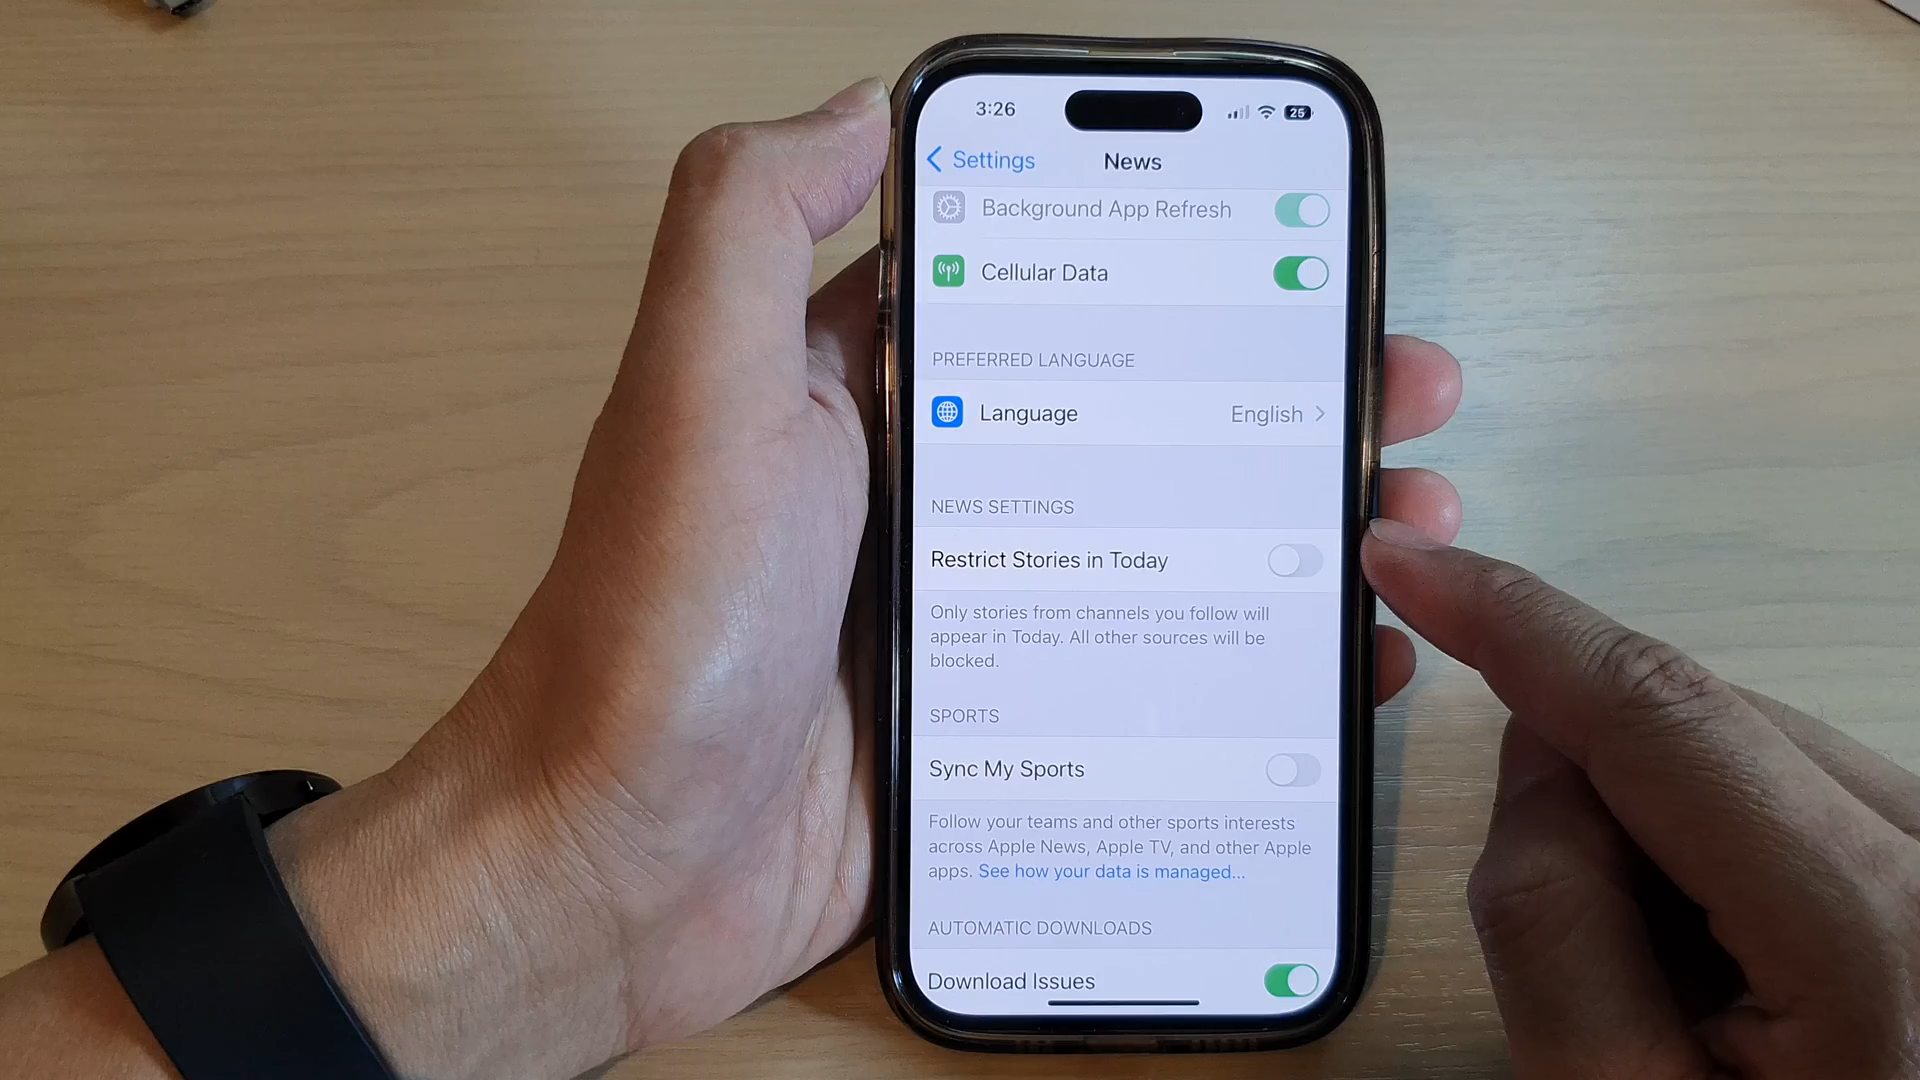 3:26
25
Settings
News
Background App Refresh
Cellular Data
PREFERRED LANGUAGE
Language English
NEWS SETTINGS
Restrict Stories in Today
Only stories from channels you follow will
appear in Today. All other sources will be
blocked.
SPORTS
Sync My Sports
Follow your teams and other sports interests
across Apple News, Apple TV, and other Apple
apps. See how your data is managed...
AUTOMATIC DOWNLOADS
Download Issues